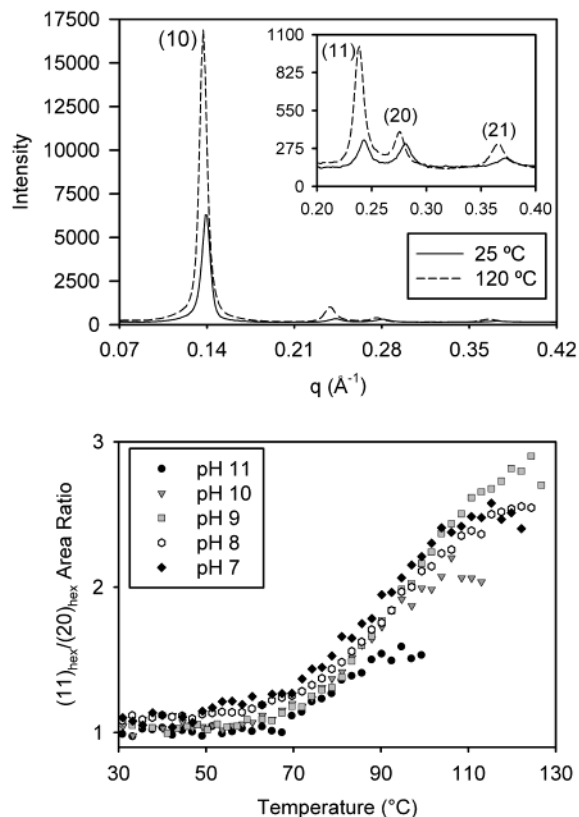 17500
15000
12500
10000
7500
5000
2500
0
Intensity
(10)
1100
825
550
275
0
(11)
(20)
(21)
0.20 0.25 0.30 0.35 0.40
25 ºC
120 ºC
0.07 0.14 0.21 0.28 0.35 0.42
q (Å-1)
3
2
1
(11)hex/(20)hex Area Ratio
pH 11
pH 10
pH 9
pH 8
pH 7
30 50 70 90 110 130
Temperature (°C)